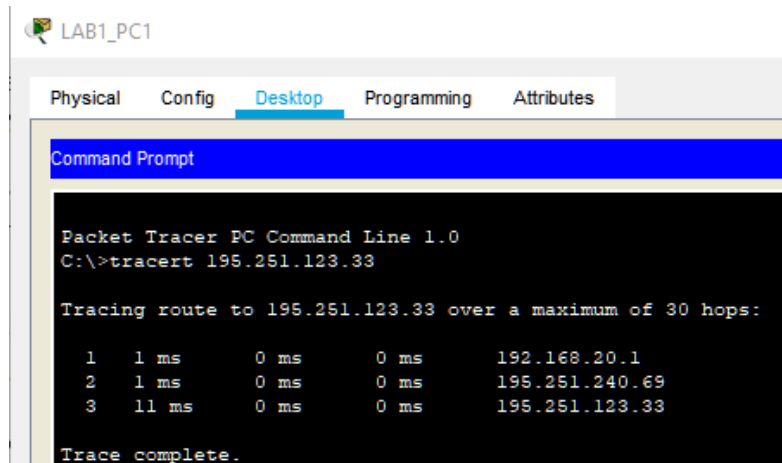 LAB1_PC1
Physical Config Desktop Programming Attributes
Command Prompt
Packet Tracer PC Command Line 1.0
C:\>tracert 195.251.123.33
Tracing route to 195.251.123.33 over a maximum of 30 hops:
1 1 ms 0 ms 0 ms 192.168.20.1
2 1 ms 0 ms 0 ms 195.251.240.69
3 11 ms 0 ms 0 ms 195.251.123.33
Trace complete.